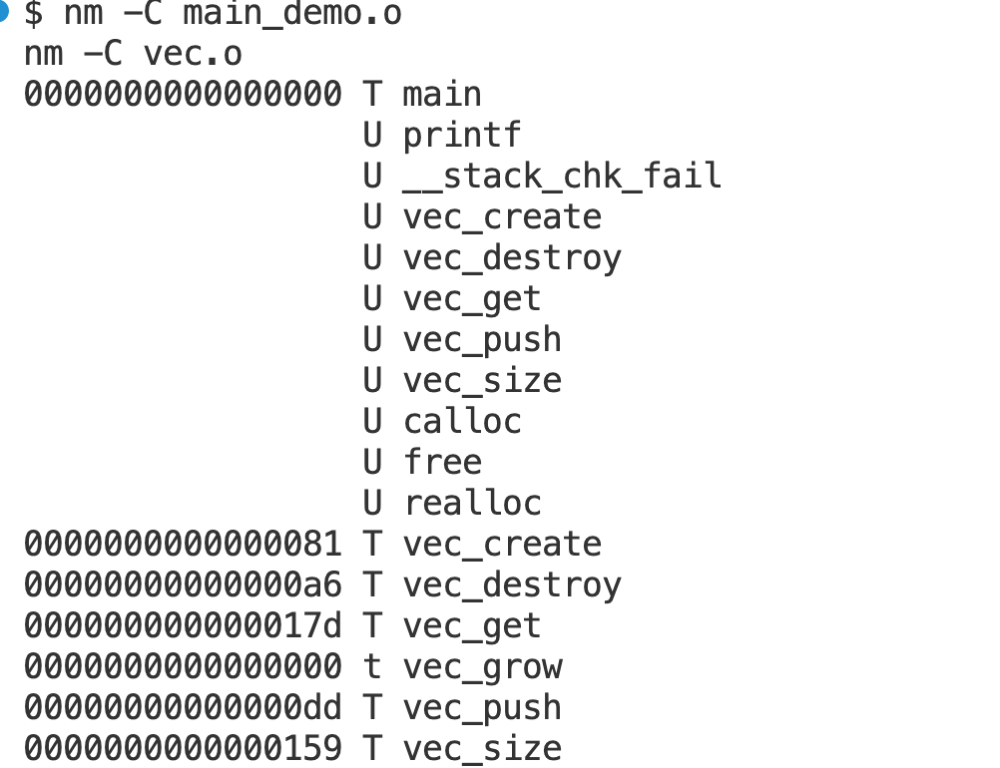 $ nm -C main_demo.o
nm -C vec.o
0000000000000000 T main
                 U printf
                 U __stack_chk_fail
                 U vec_create
                 U vec_destroy
                 U vec_get
                 U vec_push
                 U vec_size
                 U calloc
                 U free
                 U realloc
0000000000000081 T vec_create
00000000000000a6 T vec_destroy
000000000000017d T vec_get
0000000000000000 t vec_grow
00000000000000dd T vec_push
0000000000000159 T vec_size